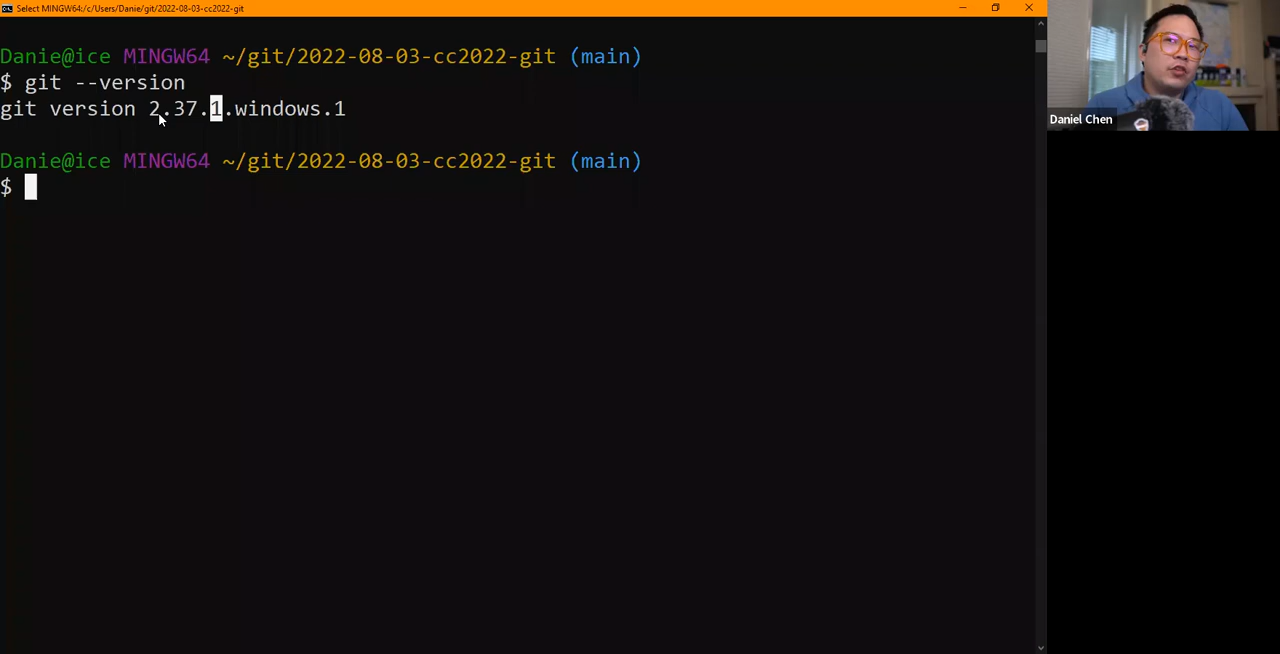 Select MINGW64:/c/Users/Danie/git/2022-08-03-cc2022-git
Danie@ice MINGW64 ~/git/2022-08-03-cc2022-git (main)
$ git --version
git version 2.37.1.windows.1
Danie@ice MINGW64 ~/git/2022-08-03-cc2022-git (main)
$
Daniel Chen